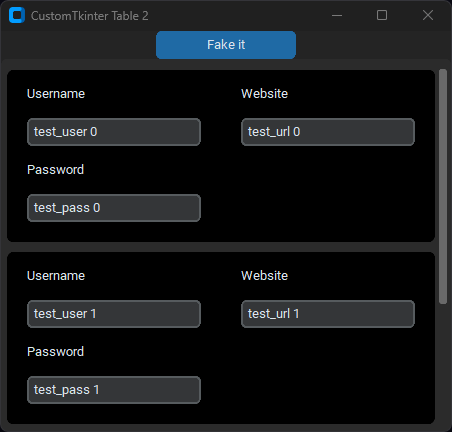 CustomTkinter Table 2
Fake it
Username Website
test_user 0 test_url 0
Password
test_pass 0
Username Website
test_user 1 test_url 1
Password
test_pass 1